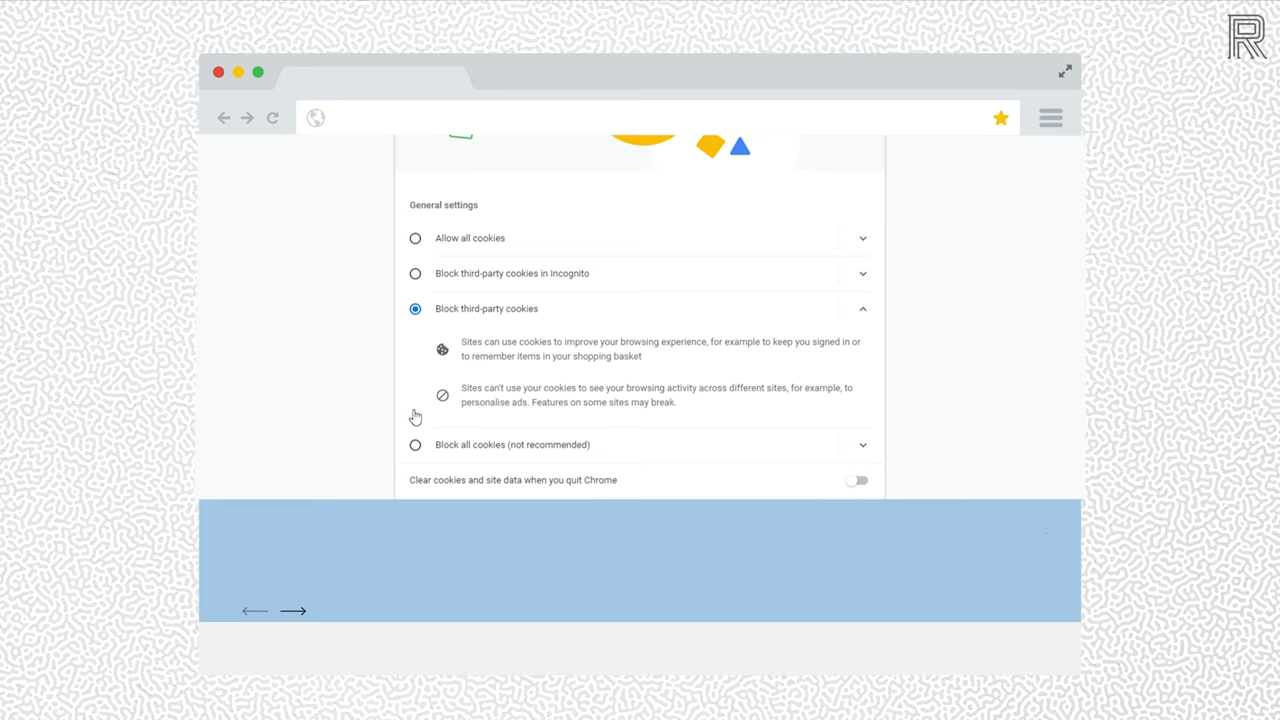 R
General settings
Allow all cookies
Block third-party cookies in Incognito
Block third-party cookies
Sites can use cookies to improve your browsing experience, for example to keep you signed in or
to remember items in your shopping basket
Sites can't use your cookies to see your browsing activity across different sites, for example, to
personalise ads. Features on some sites may break.
Block all cookies (not recommended)
Clear cookies and site data when you quit Chrome